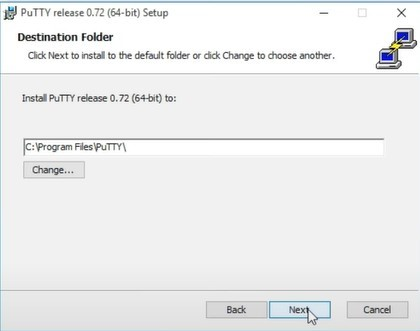 PuTTY release 0.72 (64-bit) Setup
Destination Folder
Click Next to install to the default folder or click Change to choose another.
Install PuTTY release 0.72 (64-bit) to:
C:\Program Files\PuTTY\
Change...
Back Next Cancel